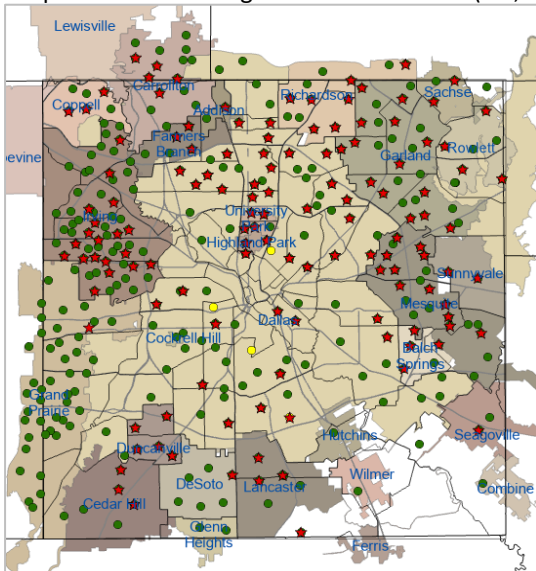 Lewisville
Carrollton
Coppell
Addison
Richardson
Sachse
Farmers
Branch
Garland
Rowlett
Irving
University
Park
Highland Park
Sunnyvale
Mesquite
Dallas
Cockrell Hill
Balch
Springs
Grand
Prairie
Duncanville
Hutchins
Seagoville
DeSoto
Lancaster
Wilmer
Combine
Cedar Hill
Glenn
Heights
Ferris